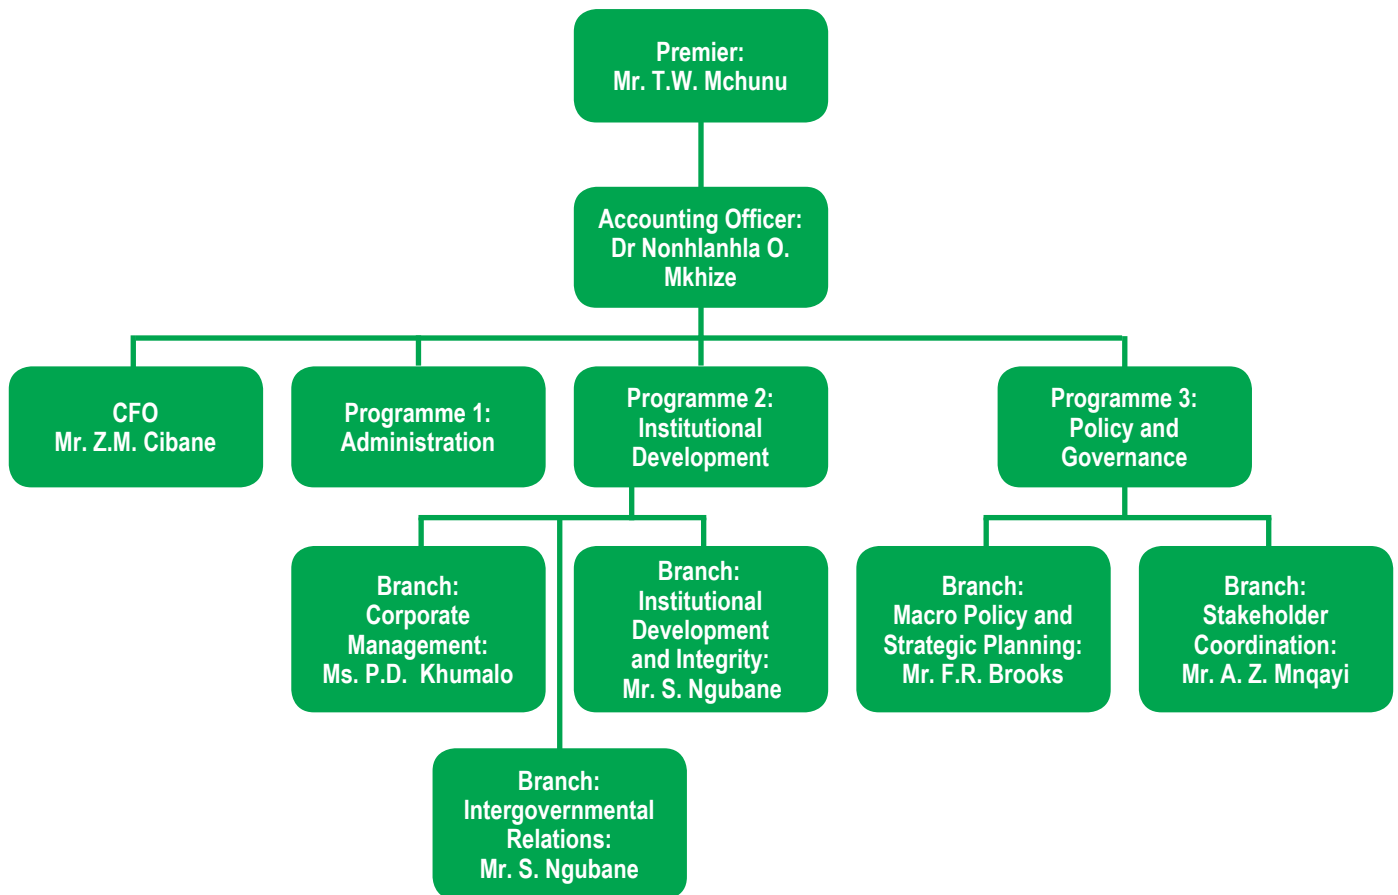 Premier:
Mr. T.W. Mchunu
Accounting Officer:
Dr Nonhlanhla O.
Mkhize
CFO
Mr. Z.M. Cibane
Programme 1:
Administration
Programme 2:
Institutional
Development
Programme 3:
Policy and
Governance
Branch:
Corporate
Management:
Ms. P.D. Khumalo
Branch:
Institutional
Development
and Integrity:
Mr. S. Ngubane
Branch:
Macro Policy and
Strategic Planning:
Mr. F.R. Brooks
Branch:
Stakeholder
Coordination:
Mr. A. Z. Mnqayi
Branch:
Intergovernmental
Relations:
Mr. S. Ngubane